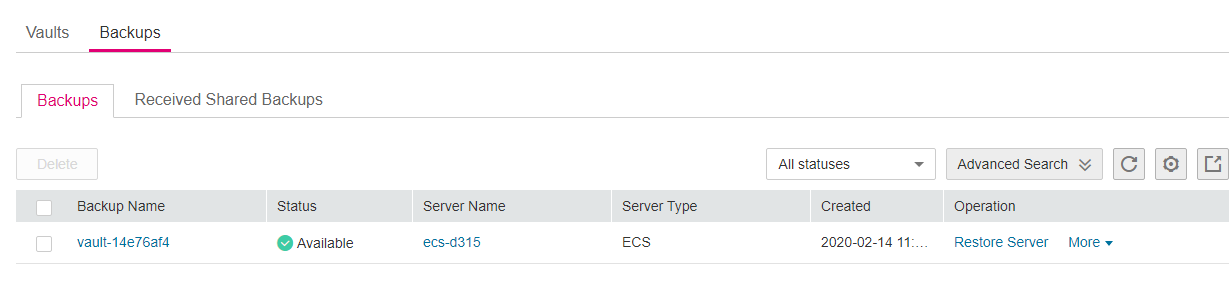 Vaults Backups
Backups Received Shared Backups
Delete All statuses Advanced Search
Backup Name Status Server Name Server Type Created Operation
vault-14e76af4 Available ecs-d315 ECS 2020-02-14 11:... Restore Server More